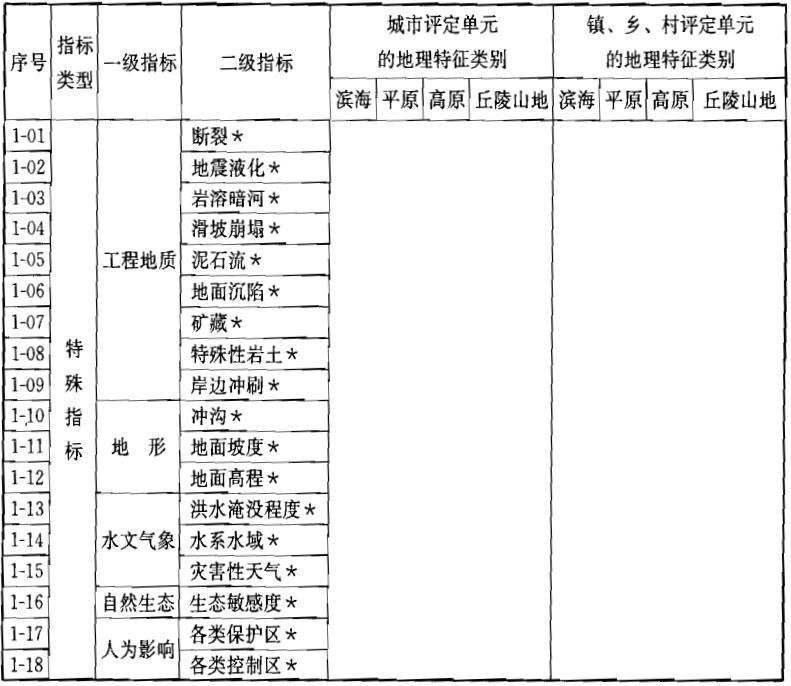 序号 指标类型 一级指标 二级指标 城市评定单元的地理特征类别 镇、乡、村评定单元的地理特征类别
滨海 平原 高原 丘陵山地 滨海 平原 高原 丘陵山地
1-01 特殊指标 工程地质 断裂*
1-02 地震液化*
1-03 岩溶暗河*
1-04 滑坡崩塌*
1-05 泥石流*
1-06 地面沉陷*
1-07 矿藏*
1-08 特殊性岩土*
1-09 岸边冲刷*
1-10 地 形 冲沟*
1-11 地面坡度*
1-12 地面高程*
1-13 水文气象 洪水淹没程度*
1-14 水系水域*
1-15 灾害性天气*
1-16 自然生态 生态敏感度*
1-17 人为影响 各类保护区*
1-18 各类控制区*